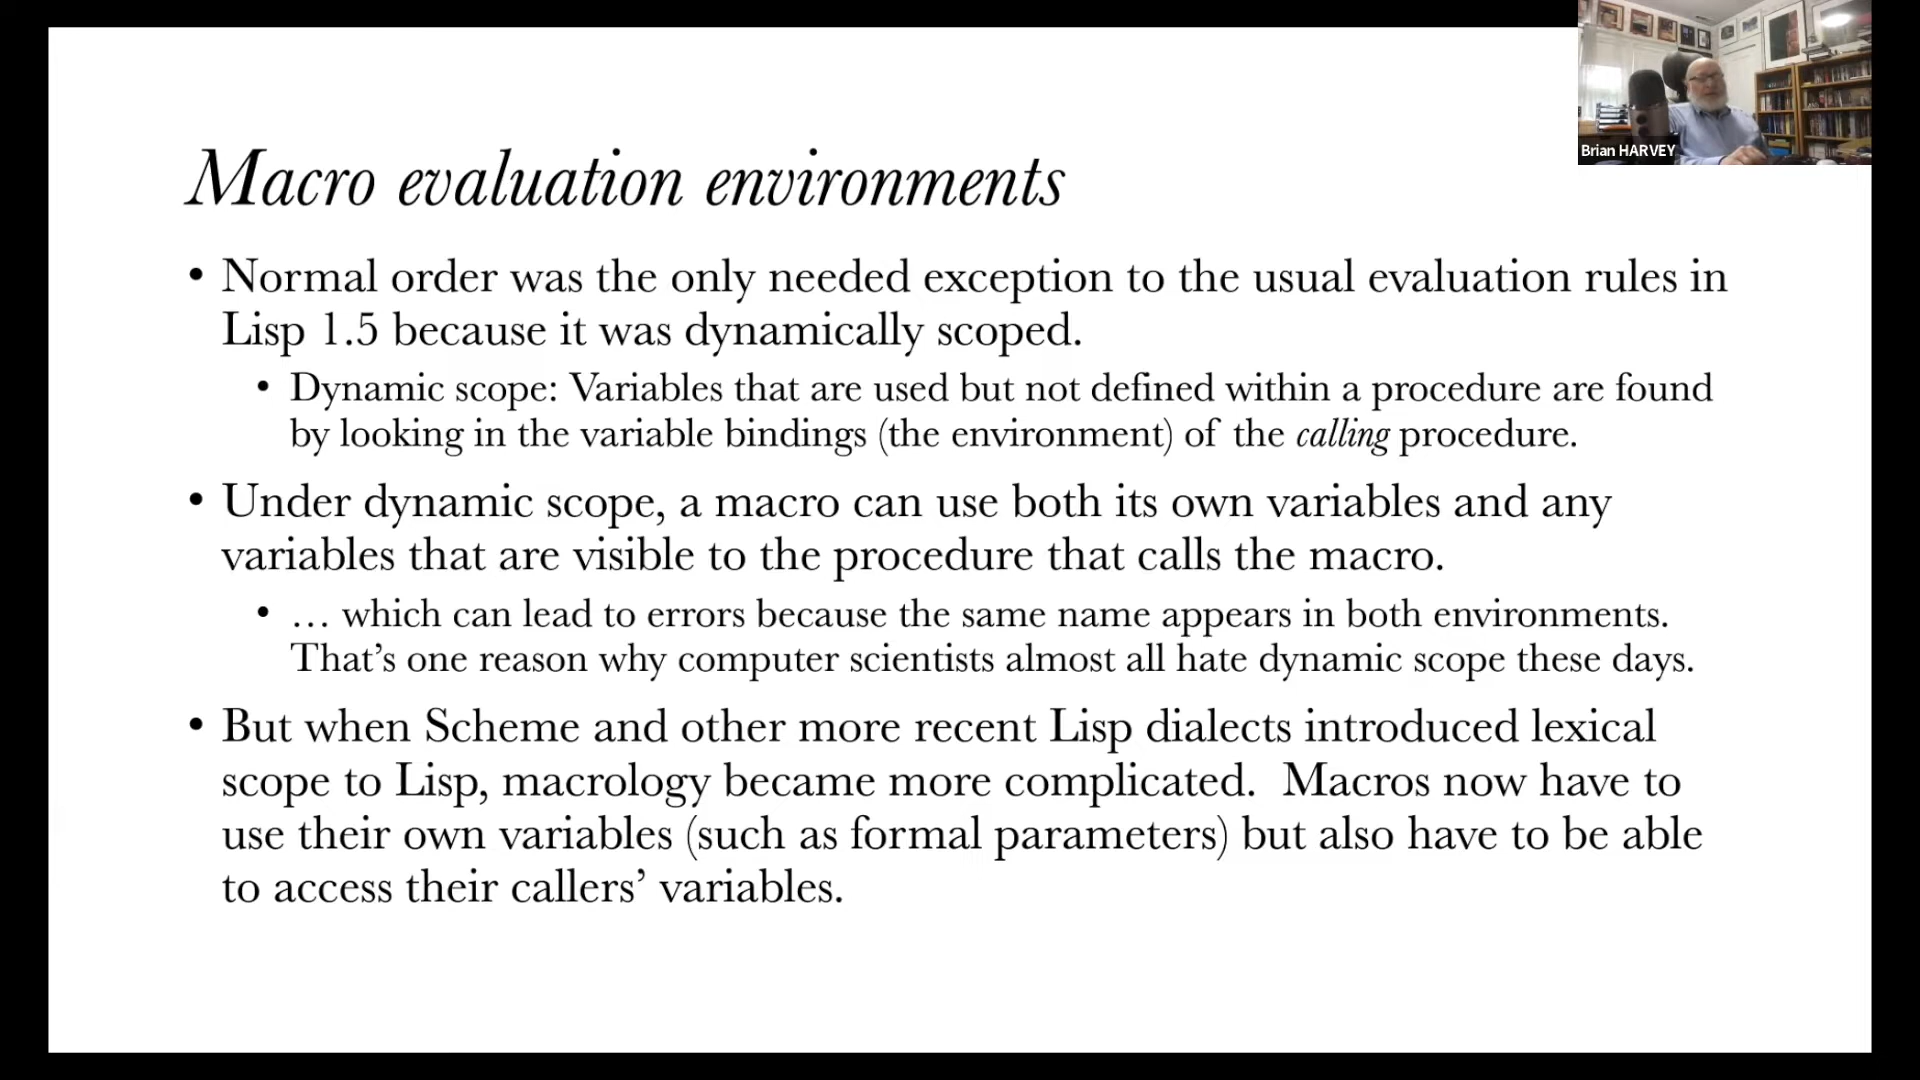 Brian HARVEY
Macro evaluation environments
• Normal order was the only needed exception to the usual evaluation rules in
Lisp 1.5 because it was dynamically scoped.
• Dynamic scope: Variables that are used but not defined within a procedure are found
by looking in the variable bindings (the environment) of the calling procedure.
• Under dynamic scope, a macro can use both its own variables and any
variables that are visible to the procedure that calls the macro.
• … which can lead to errors because the same name appears in both environments.
That’s one reason why computer scientists almost all hate dynamic scope these days.
• But when Scheme and other more recent Lisp dialects introduced lexical
scope to Lisp, macrology became more complicated.  Macros now have to
use their own variables (such as formal parameters) but also have to be able
to access their callers’ variables.